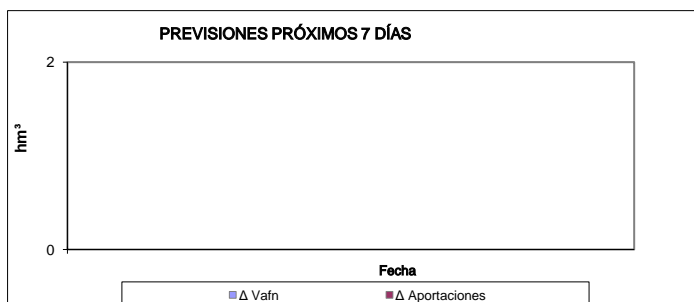 PREVISIONES PRÓXIMOS 7 DÍAS
2
hm³
0
Fecha
Δ Vafn Δ Aportaciones